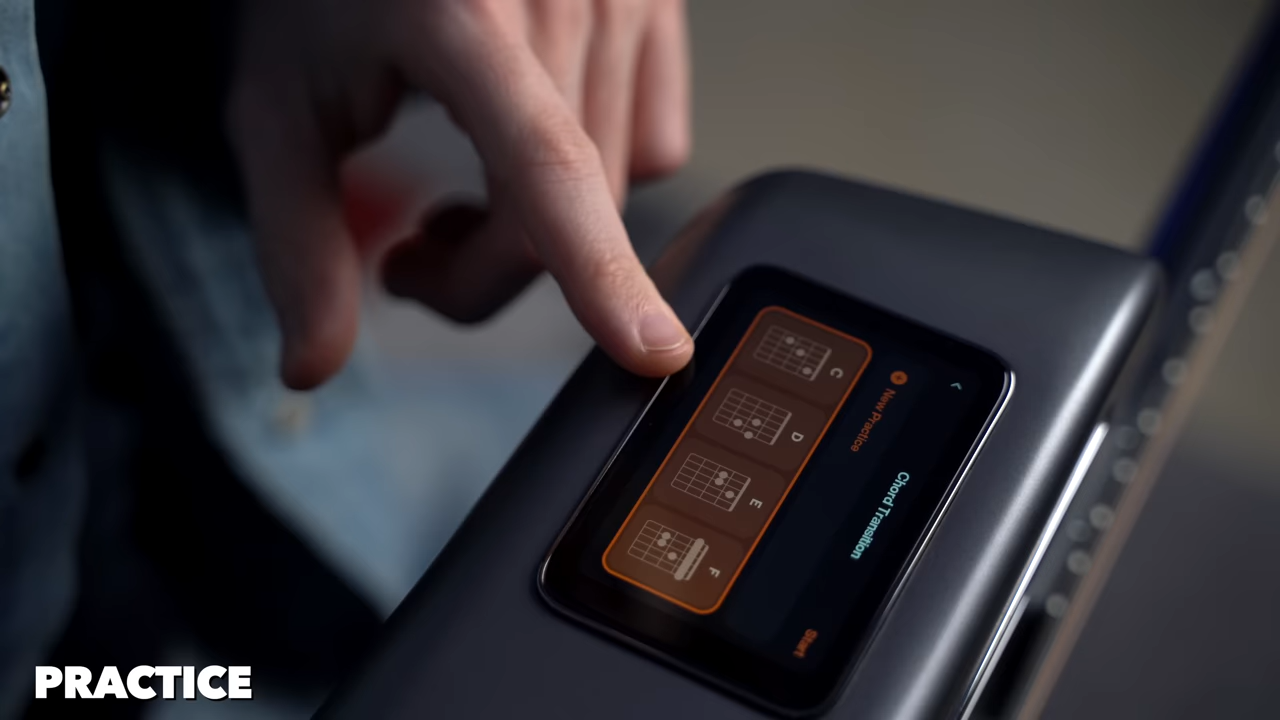 <
Chord Transition
Start
+ New Practice
C
D
E
F
PRACTICE